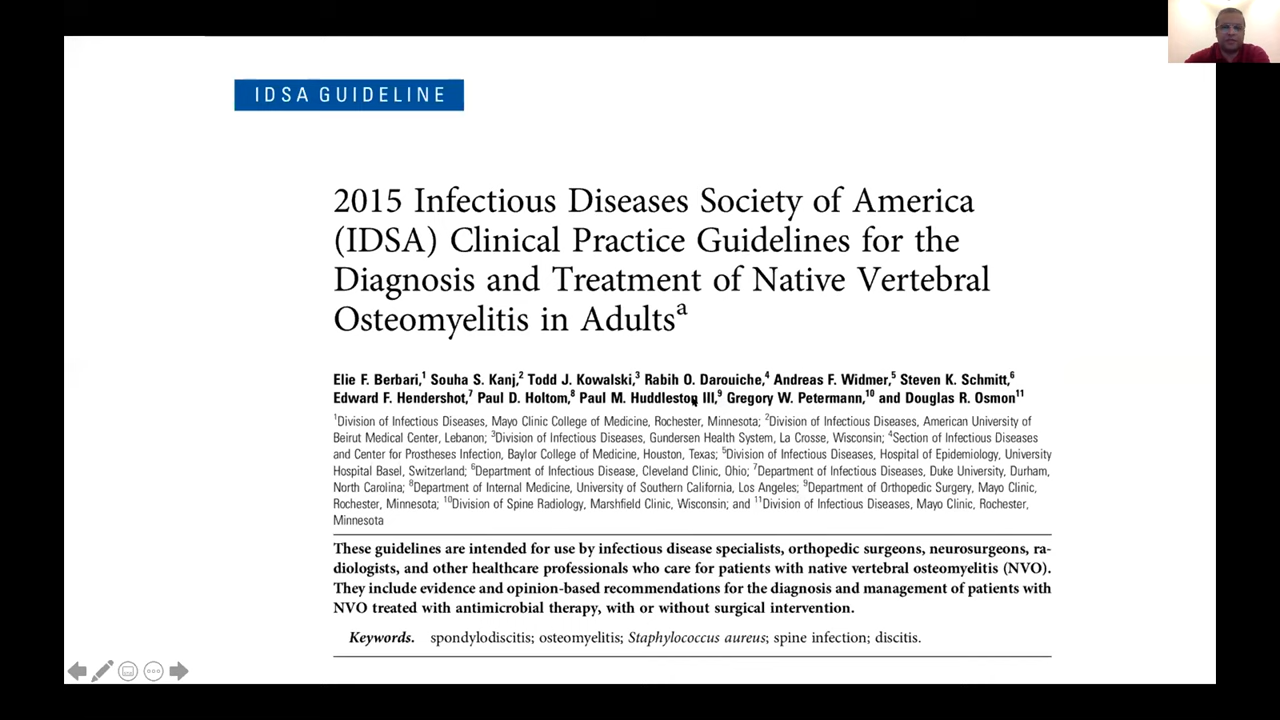 IDSA GUIDELINE
2015 Infectious Diseases Society of America
(IDSA) Clinical Practice Guidelines for the
Diagnosis and Treatment of Native Vertebral
Osteomyelitis in Adultsᵃ
Elie F. Berbari,¹ Souha S. Kanj,² Todd J. Kowalski,³ Rabih O. Darouiche,⁴ Andreas F. Widmer,⁵ Steven K. Schmitt,⁶
Edward F. Hendershot,⁷ Paul D. Holtom,⁸ Paul M. Huddleston III,⁹ Gregory W. Petermann,¹⁰ and Douglas R. Osmon¹¹
¹Division of Infectious Diseases, Mayo Clinic College of Medicine, Rochester, Minnesota; ²Division of Infectious Diseases, American University of
Beirut Medical Center, Lebanon; ³Division of Infectious Diseases, Gundersen Health System, La Crosse, Wisconsin; ⁴Section of Infectious Diseases
and Center for Prostheses Infection, Baylor College of Medicine, Houston, Texas; ⁵Division of Infectious Diseases, Hospital of Epidemiology, University
Hospital Basel, Switzerland; ⁶Department of Infectious Disease, Cleveland Clinic, Ohio; ⁷Department of Infectious Diseases, Duke University, Durham,
North Carolina; ⁸Department of Internal Medicine, University of Southern California, Los Angeles; ⁹Department of Orthopedic Surgery, Mayo Clinic,
Rochester, Minnesota; ¹⁰Division of Spine Radiology, Marshfield Clinic, Wisconsin; and ¹¹Division of Infectious Diseases, Mayo Clinic, Rochester,
Minnesota
These guidelines are intended for use by infectious disease specialists, orthopedic surgeons, neurosurgeons, ra-
diologists, and other healthcare professionals who care for patients with native vertebral osteomyelitis (NVO).
They include evidence and opinion-based recommendations for the diagnosis and management of patients with
NVO treated with antimicrobial therapy, with or without surgical intervention.
Keywords. spondylodiscitis; osteomyelitis; Staphylococcus aureus; spine infection; discitis.